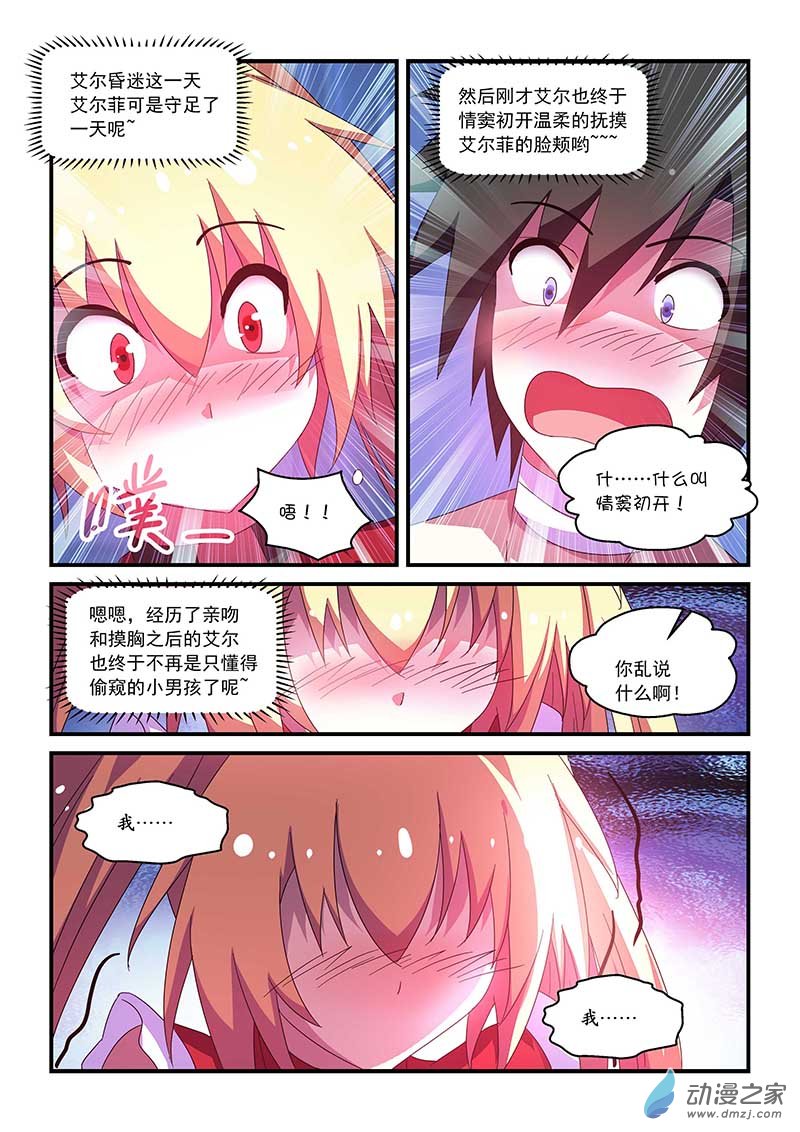 艾尔昏迷这一天
艾尔菲可是守足了
一天呢~
然后刚才艾尔也终于
情窦初开温柔的抚摸
艾尔菲的脸颊哟~~~
噗一
唔！！
什……什么叫
情窦初开！
嗯嗯，经历了亲吻
和摸胸之后的艾尔
也终于不再是只懂得
偷窥的小男孩了呢~
你乱说
什么啊！
我……
我……
动漫之家
www.dmzj.com